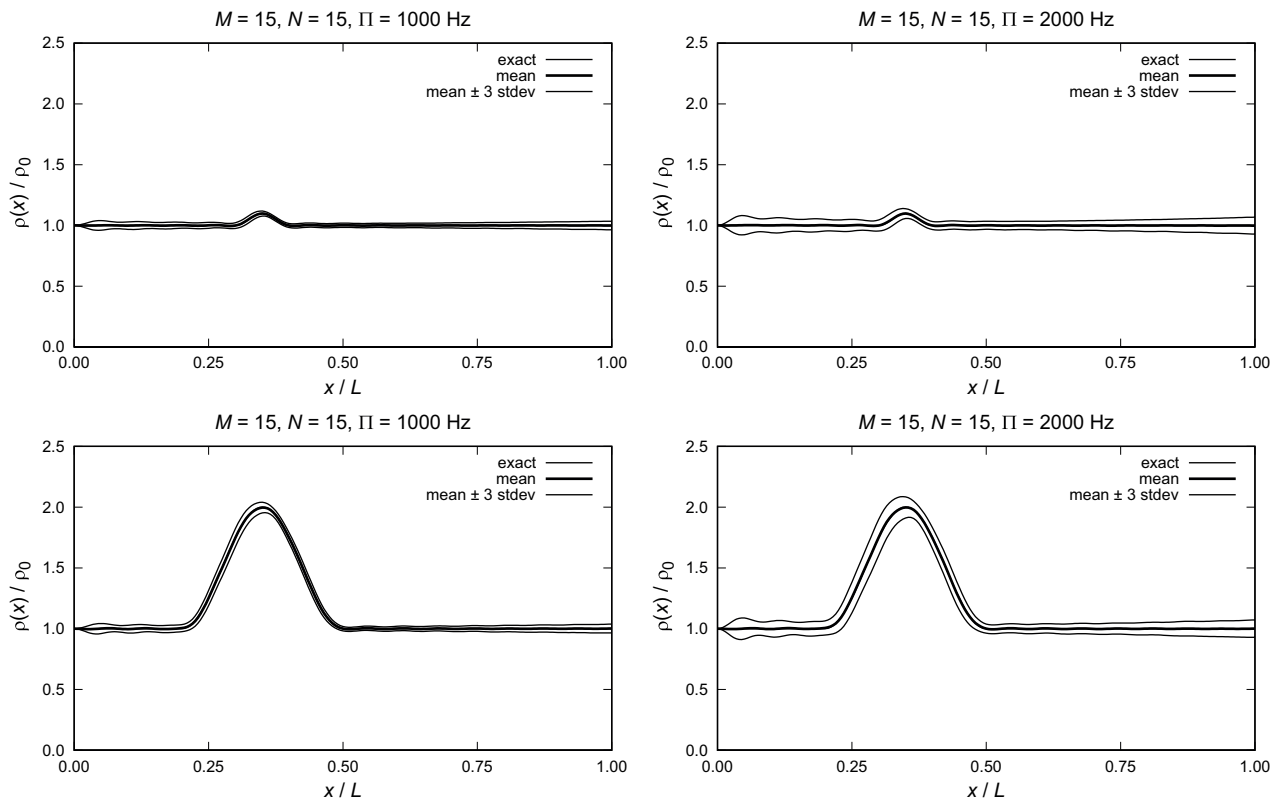 M = 15, N = 15, Π = 1000 Hz
2.5
2.0
1.5
1.0
0.5
0.0
ρ(x) / ρ0
exact
mean
mean ± 3 stdev
0.00 0.25 0.50 0.75 1.00
x / L
M = 15, N = 15, Π = 2000 Hz
2.5
2.0
1.5
1.0
0.5
0.0
ρ(x) / ρ0
exact
mean
mean ± 3 stdev
0.00 0.25 0.50 0.75 1.00
x / L
M = 15, N = 15, Π = 1000 Hz
2.5
2.0
1.5
1.0
0.5
0.0
ρ(x) / ρ0
exact
mean
mean ± 3 stdev
0.00 0.25 0.50 0.75 1.00
x / L
M = 15, N = 15, Π = 2000 Hz
2.5
2.0
1.5
1.0
0.5
0.0
ρ(x) / ρ0
exact
mean
mean ± 3 stdev
0.00 0.25 0.50 0.75 1.00
x / L